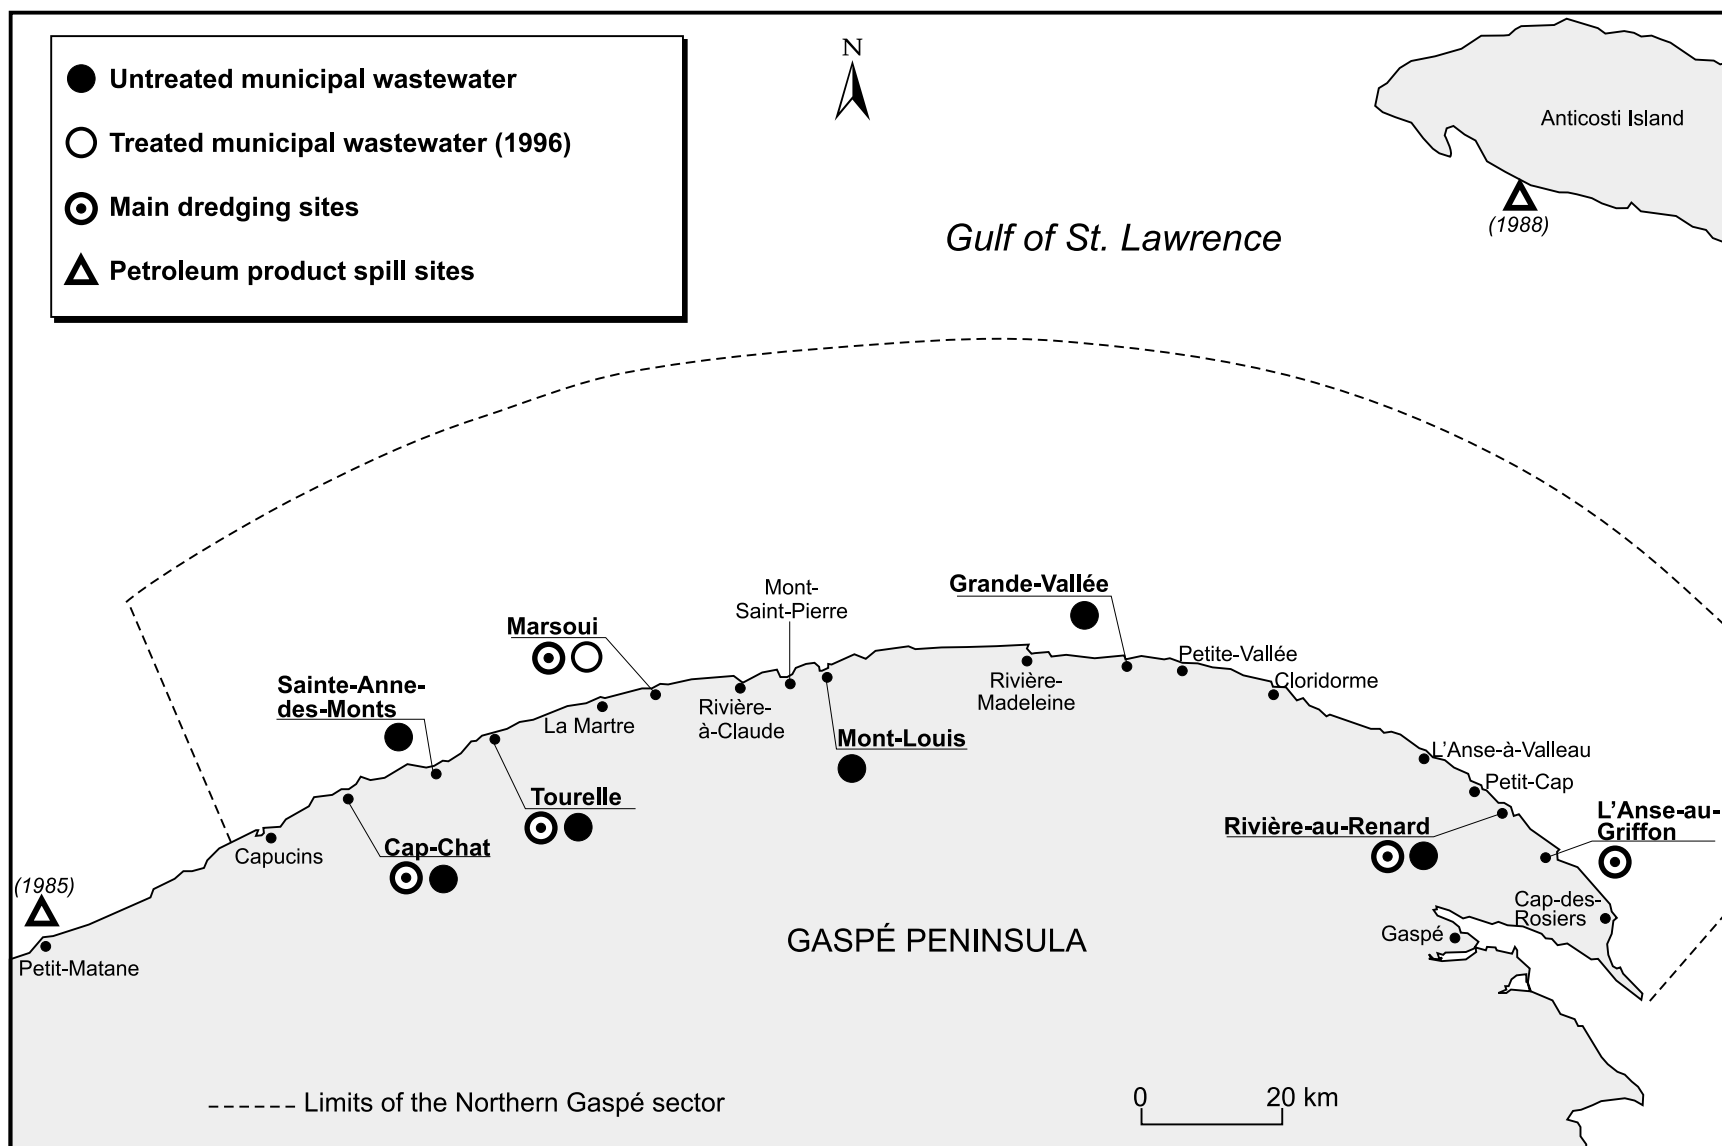 Untreated municipal wastewater
Treated municipal wastewater (1996)
Main dredging sites
Petroleum product spill sites
N
Anticosti Island
(1988)
Gulf of St. Lawrence
Grande-Vallée
Mont-
Saint-Pierre
Marsoui
Petite-Vallée
Cloridorme
Rivière-
Madeleine
Sainte-Anne-
des-Monts
La Martre
Rivière-
à-Claude
Mont-Louis
L'Anse-à-Valleau
Petit-Cap
Tourelle
Rivière-au-Renard
L'Anse-au-
Griffon
Capucins
Cap-Chat
(1985)
Petit-Matane
Cap-des-
Rosiers
Gaspé
GASPÉ PENINSULA
Limits of the Northern Gaspé sector
0 20 km